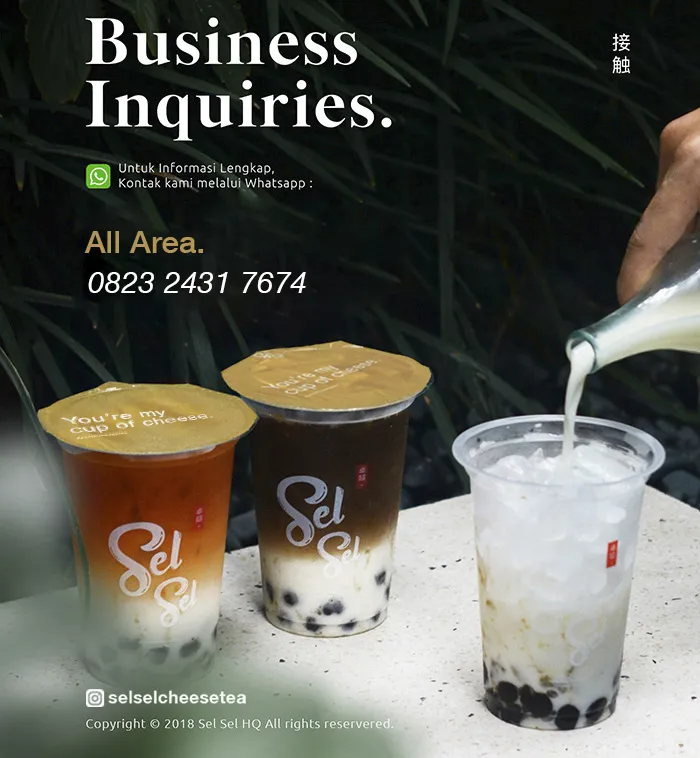 Business
Inquiries.
接
触
Untuk Informasi Lengkap,
Kontak kami melalui Whatsapp :
All Area.
0823 2431 7674
You're my
cup of cheese.
You're my
cup of cheese.
Sel
Sel
Sel
Sel
selselcheesetea
Copyright © 2018 Sel Sel HQ All rights reservered.